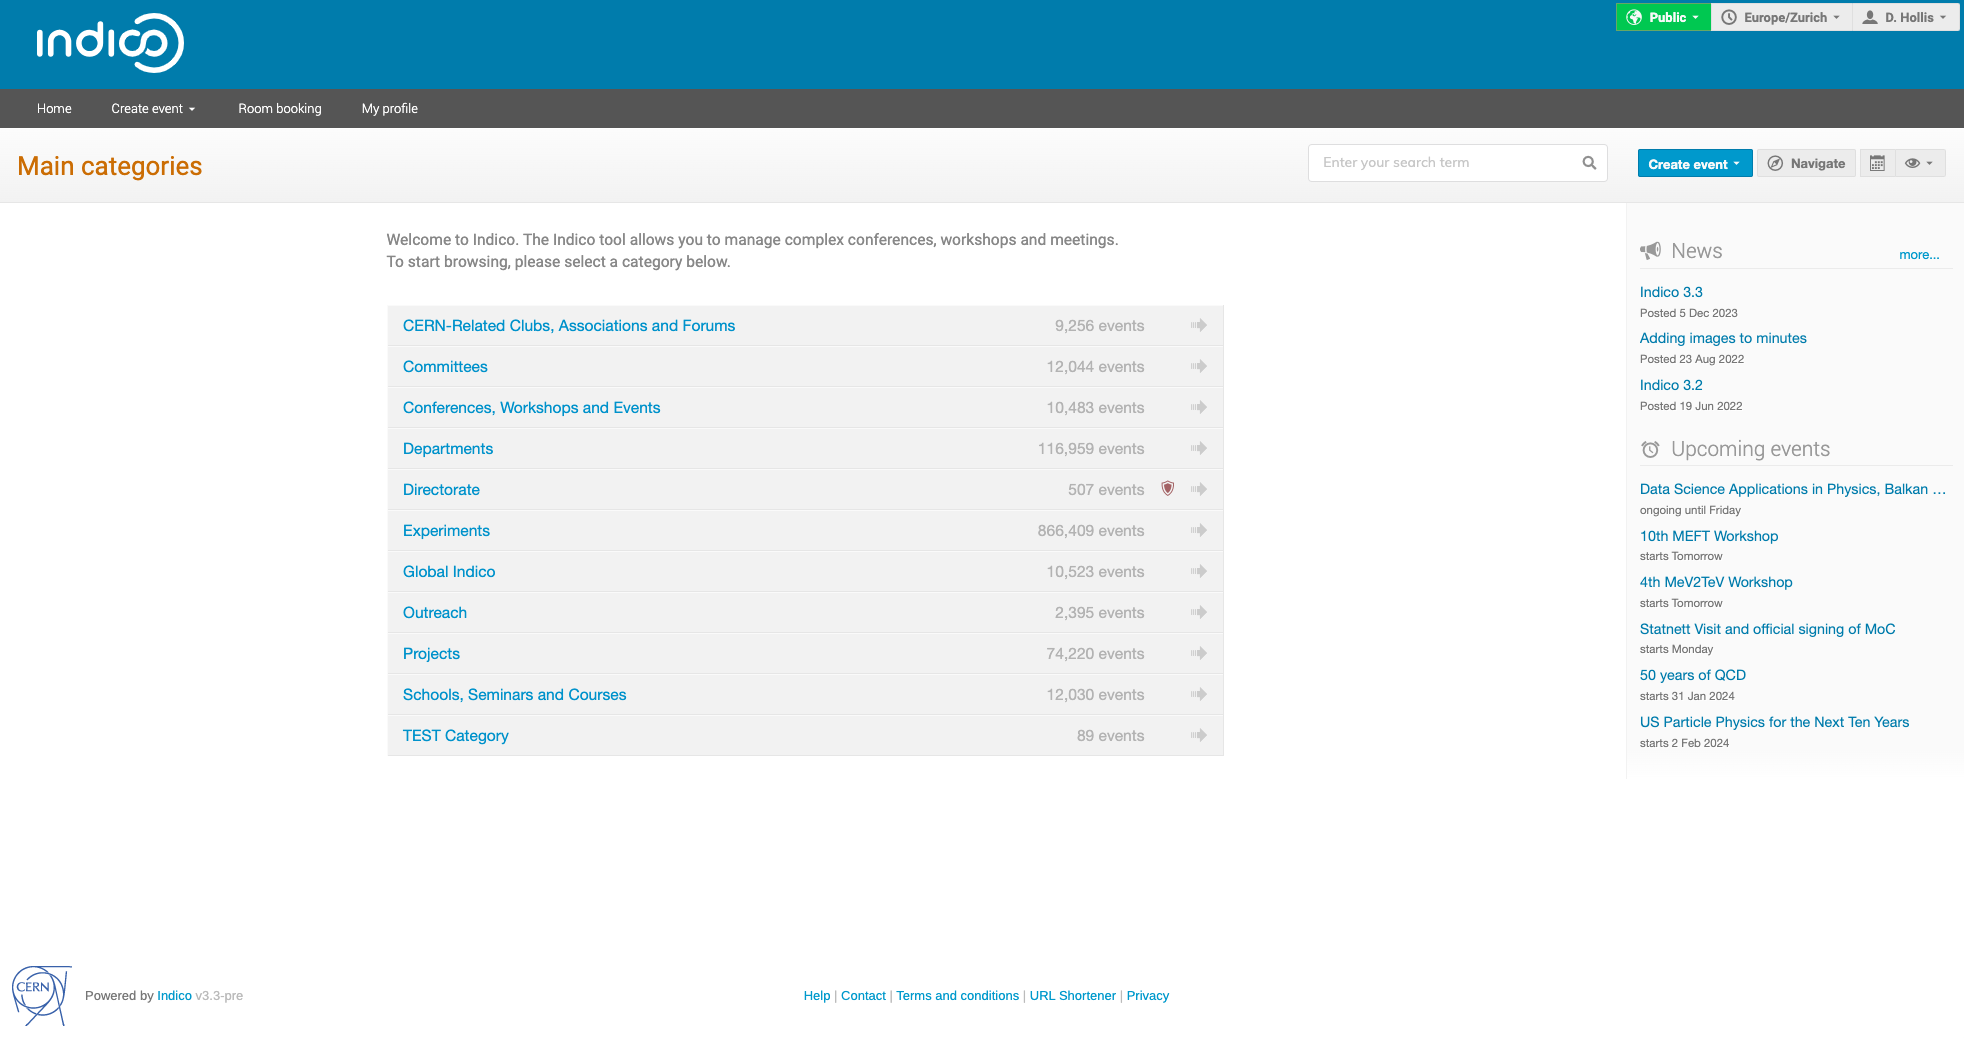 indico
Public
Europe/Zurich
D. Hollis
Home
Create event
Room booking
My profile
Main categories
Enter your search term
Create event
Navigate
Welcome to Indico. The Indico tool allows you to manage complex conferences, workshops and meetings.
To start browsing, please select a category below.
CERN-Related Clubs, Associations and Forums 9,256 events
Committees 12,044 events
Conferences, Workshops and Events 10,483 events
Departments 116,959 events
Directorate 507 events
Experiments 866,409 events
Global Indico 10,523 events
Outreach 2,395 events
Projects 74,220 events
Schools, Seminars and Courses 12,030 events
TEST Category 89 events
News more...
Indico 3.3
Posted 5 Dec 2023
Adding images to minutes
Posted 23 Aug 2022
Indico 3.2
Posted 19 Jun 2022
Upcoming events
Data Science Applications in Physics, Balkan ...
ongoing until Friday
10th MEFT Workshop
starts Tomorrow
4th MeV2TeV Workshop
starts Tomorrow
Statnett Visit and official signing of MoC
starts Monday
50 years of QCD
starts 31 Jan 2024
US Particle Physics for the Next Ten Years
starts 2 Feb 2024
CERN
Powered by Indico v3.3-pre
Help | Contact | Terms and conditions | URL Shortener | Privacy